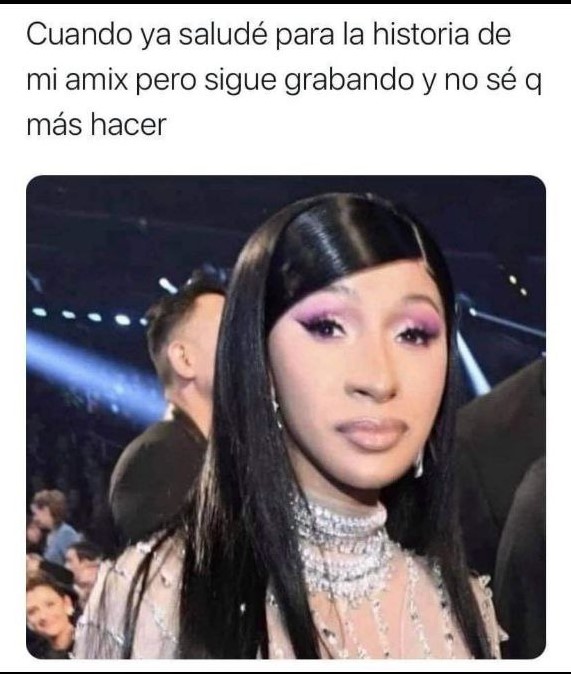 Cuando ya saludé para la historia de
mi amix pero sigue grabando y no sé q
más hacer